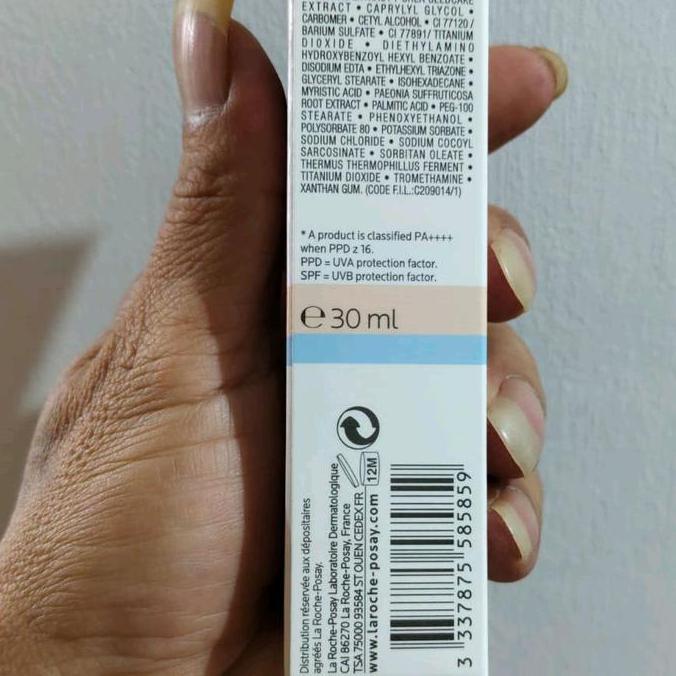 EXTRACT • CAPRYLYL GLYCOL •
CARBOMER • CETYL ALCOHOL • CI 77120 /
BARIUM SULFATE • CI 77891/ TITANIUM
DIOXIDE • DIETHYLAMINO
HYDROXYBENZOYL HEXYL BENZOATE •
DISODIUM EDTA • ETHYLHEXYL TRIAZONE •
GLYCERYL STEARATE • ISOHEXADECANE •
MYRISTIC ACID • PAEONIA SUFFRUTICOSA
ROOT EXTRACT • PALMITIC ACID • PEG-100
STEARATE • PHENOXYETHANOL •
POLYSORBATE 80 • POTASSIUM SORBATE •
SODIUM CHLORIDE • SODIUM COCOYL
SARCOSINATE • SORBITAN OLEATE •
THERMUS THERMOPHILLUS FERMENT •
TITANIUM DIOXIDE • TROMETHAMINE •
XANTHAN GUM. (CODE F.I.L.:C209014/1)
* A product is classified PA++++
when PPD ≥ 16.
PPD = UVA protection factor.
SPF = UVB protection factor.
℮ 30 ml
Distribution réservée aux dépositaires
agréés La Roche-Posay.
La Roche-Posay Laboratoire Dermatologique
CAI 86270 La Roche-Posay, France
TSA 75000 93584 ST OUEN CEDEX FR
www.laroche-posay.com
12M
3 337875 585859